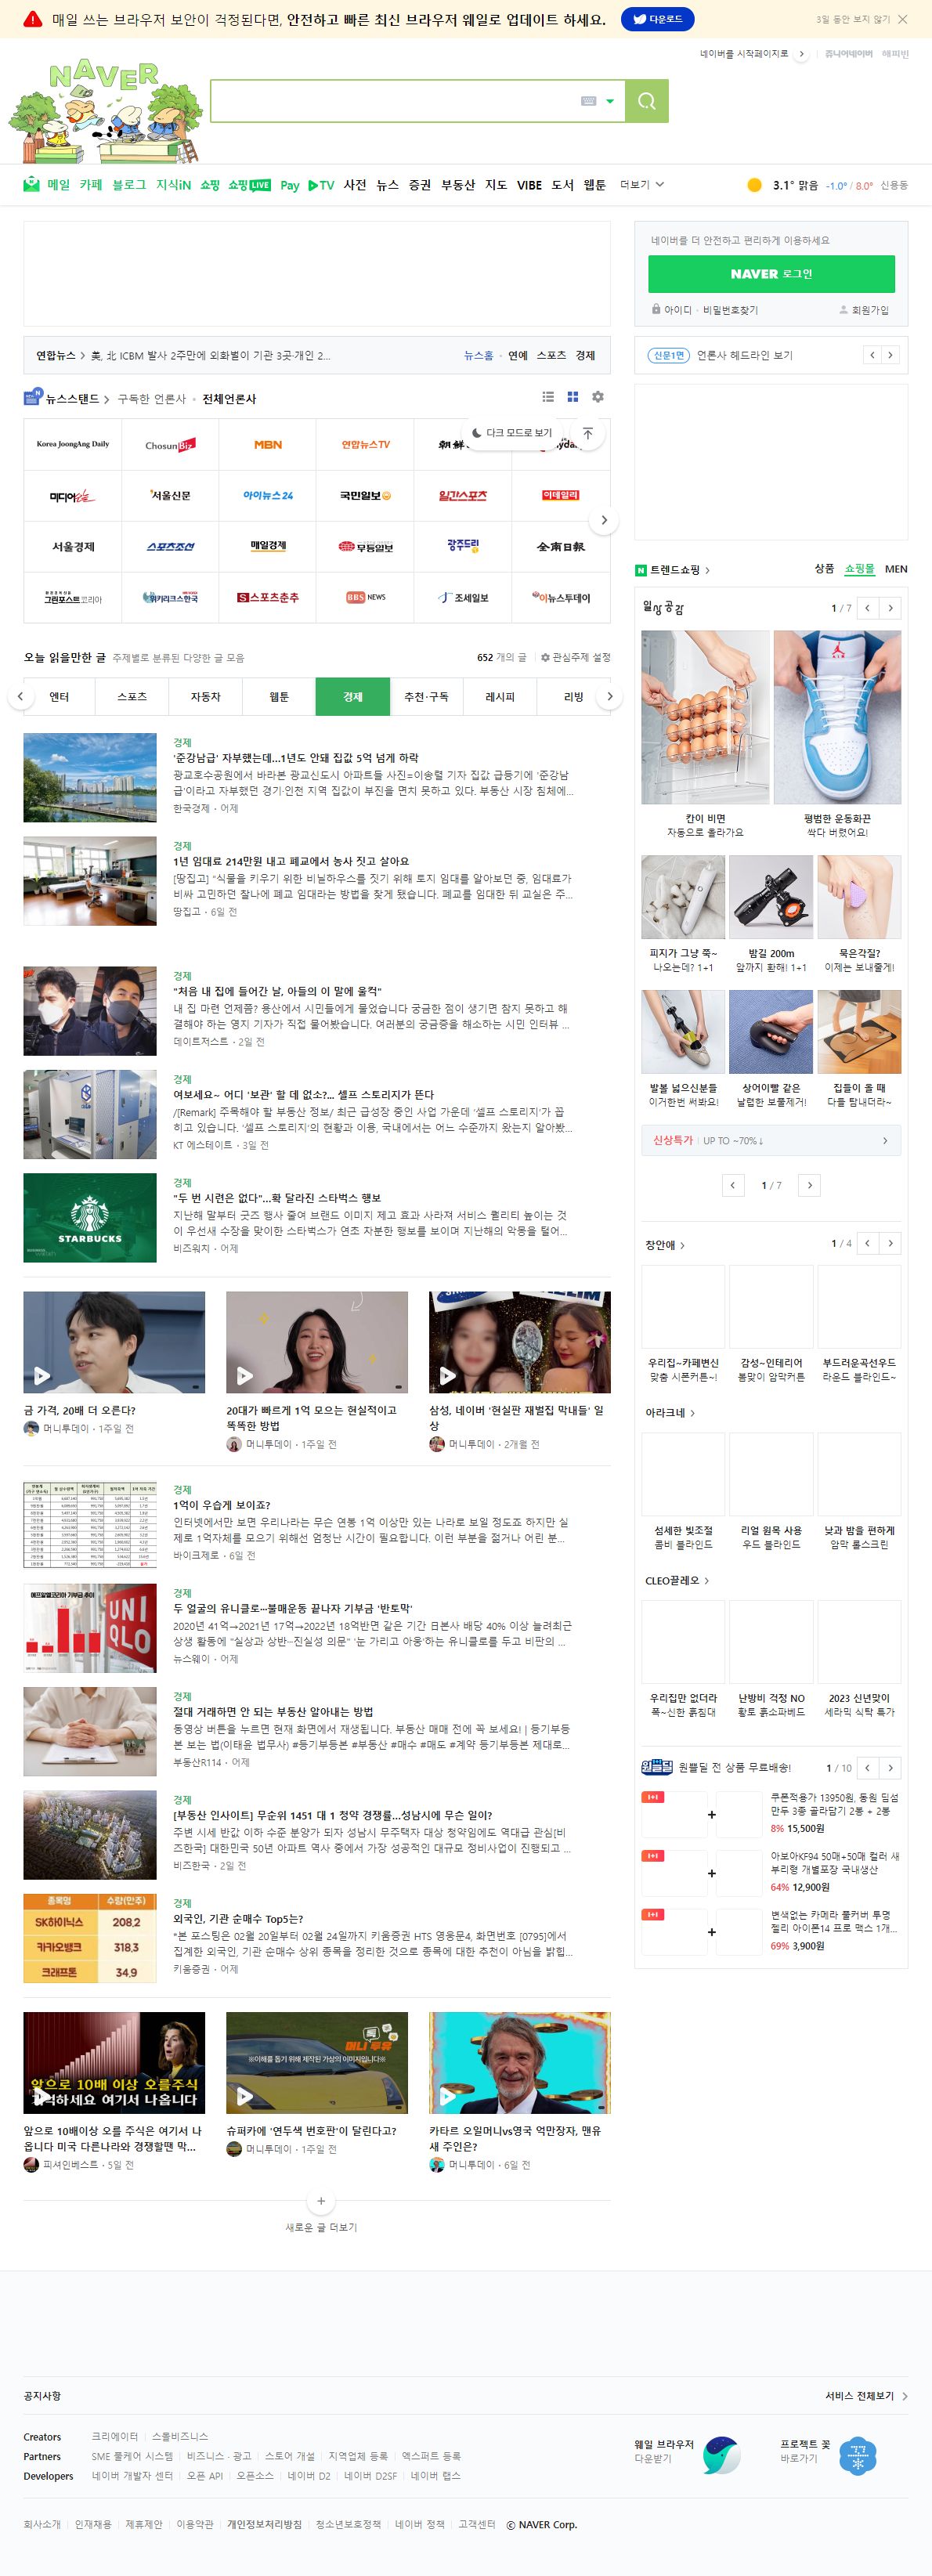 매일 쓰는 브라우저 보안이 걱정된다면, 안전하고 빠른 최신 브라우저 웨일로 업데이트 하세요. 다운로드 3일 동안 보지 않기
네이버를 시작페이지로 쥬니어네이버 해피빈
NAVER
메일 카페 블로그 지식iN 쇼핑 쇼핑LIVE Pay TV 사전 뉴스 증권 부동산 지도 VIBE 도서 웹툰 더보기 3.1° 맑음 -1.0° / 8.0° 신용동
네이버를 더 안전하고 편리하게 이용하세요
NAVER 로그인
아이디 · 비밀번호찾기 회원가입
연합뉴스 > 美, 北 ICBM 발사 2주만에 외화벌이 기관 3곳·개인 2... 뉴스홈 · 연예 스포츠 경제
신문1면 언론사 헤드라인 보기
뉴스스탠드 > 구독한 언론사 · 전체언론사
다크 모드로 보기
Korea JoongAng Daily ChosunBiz MBN 연합뉴스TV
서울신문 아이뉴스24 국민일보 일간스포츠 이데일리
서울경제 스포츠조선 매일경제 무등일보 광주드림 全南日報
그린포스트코리아 위키리크스한국 스포츠춘추 BBS NEWS 조세일보 이뉴스투데이
오늘 읽을만한 글 주제별로 분류된 다양한 글 모음 652 개의 글 관심주제 설정
엔터 스포츠 자동차 웹툰 경제 추천·구독 레시피 리빙
경제
'준강남급' 자부했는데…1년도 안돼 집값 5억 넘게 하락
광교호수공원에서 바라본 광교신도시 아파트들 사진=이송렬 기자 집값 급등기에 '준강남
급'이라고 자부했던 경기·인천 지역 집값이 부진을 면치 못하고 있다. 부동산 시장 침체에...
한국경제 · 어제
경제
1년 임대료 214만원 내고 폐교에서 농사 짓고 살아요
[땅집고] "식물을 키우기 위한 비닐하우스를 짓기 위해 토지 임대를 알아보던 중, 임대료가
비싸 고민하던 찰나에 폐교 임대라는 방법을 찾게 됐습니다. 폐교를 임대한 뒤 교실은 주...
땅집고 · 6일 전
경제
"처음 내 집에 들어간 날, 아들의 이 말에 울컥"
내 집 마련 언제쯤? 용산에서 시민들에게 물었습니다 궁금한 점이 생기면 참지 못하고 해
결해야 하는 영지 기자가 직접 물어봤습니다. 여러분의 궁금증을 해소하는 시민 인터뷰 ...
데이트저스트 · 2일 전
경제
여보세요~ 어디 '보관' 할 데 없소?... 셀프 스토리지가 뜬다
/[Remark] 주목해야 할 부동산 정보/ 최근 급성장 중인 사업 가운데 '셀프 스토리지'가 꼽
히고 있습니다. '셀프 스토리지'의 현황과 이용, 국내에서는 어느 수준까지 왔는지 알아봤...
KT 에스테이트 · 3일 전
경제
"두 번 시련은 없다"…확 달라진 스타벅스 행보
지난해 말부터 굿즈 행사 줄여 브랜드 이미지 제고 효과 사라져 서비스 퀄리티 높이는 것
이 우선새 수장을 맞이한 스타벅스가 연초 차분한 행보를 보이며 지난해의 악몽을 털어...
비즈워치 · 어제
STARBUCKS
금 가격, 20배 더 오른다?
머니투데이 · 1주일 전
20대가 빠르게 1억 모으는 현실적이고
똑똑한 방법
머니투데이 · 1주일 전
삼성, 네이버 '현실판 재벌집 막내들' 일
상
머니투데이 · 2개월 전
경제
1억이 우습게 보이죠?
인터넷에서만 보면 우리나라는 무슨 연봉 1억 이상만 있는 나라로 보일 정도죠 하지만 실
제로 1억자체를 모으기 위해선 엄청난 시간이 필요합니다. 이런 부분을 젊거나 어린 분...
바이크제로 · 6일 전
경제
두 얼굴의 유니클로···불매운동 끝나자 기부금 '반토막'
2020년 41억→2021년 17억→2022년 18억반면 같은 기간 日본사 배당 40% 이상 늘려최근
상생 활동에 "실상과 상반···진실성 의문" '눈 가리고 아웅'하는 유니클로를 두고 비판의 ...
뉴스웨이 · 어제
에프알엘코리아 기부금 추이
UNI
QLO
경제
절대 거래하면 안 되는 부동산 알아내는 방법
동영상 버튼을 누르면 현재 화면에서 재생됩니다. 부동산 매매 전에 꼭 보세요! | 등기부등
본 보는 법(이태윤 법무사) #등기부등본 #부동산 #매수 #매도 #계약 등기부등본 제대로...
부동산R114 · 어제
경제
[부동산 인사이트] 무순위 1451 대 1 청약 경쟁률…성남시에 무슨 일이?
주변 시세 반값 이하 수준 분양가 되자 성남시 무주택자 대상 청약임에도 역대급 관심[비
즈한국] 대한민국 50년 아파트 역사 중에서 가장 성공적인 대규모 정비사업이 진행되고 ...
비즈한국 · 2일 전
종목명 수량(만주)
SK하이닉스 208.2
카카오뱅크 318.3
크래프톤 34.9
경제
외국인, 기관 순매수 Top5는?
*본 포스팅은 02월 20일부터 02월 24일까지 키움증권 HTS 영웅문4, 화면번호 [0795]에서
집계한 외국인, 기관 순매수 상위 종목을 정리한 것으로 종목에 대한 추천이 아님을 밝힙...
키움증권 · 어제
앞으로 10배 이상 오를주식
기억하세요 여기서 나옵니다
머니투유
※이해를 돕기 위해 제작된 가상의 이미지입니다※
앞으로 10배이상 오를 주식은 여기서 나
옵니다 미국 다른나라와 경쟁할땐 막...
피셔인베스트 · 5일 전
슈퍼카에 '연두색 번호판'이 달린다고?
머니투데이 · 1주일 전
카타르 오일머니vs영국 억만장자, 맨유
새 주인은?
머니투데이 · 6일 전
새로운 글 더보기
트렌드쇼핑 > 상품 쇼핑몰 MEN
일상공감 1 / 7
칸이 비면
자동으로 올라가요
평범한 운동화끈
싹다 버렸어요!
피지가 그냥 쭉~
나오는데? 1+1
밤길 200m
앞까지 환해! 1+1
묵은각질?
이제는 보내줄게!
발볼 넓으신분들
이거한번 써봐요!
상어이빨 같은
날렵한 보풀제거!
집들이 올 때
다들 탐내더라~
신상특가 UP TO ~70%↓
1 / 7
창안애 > 1 / 4
우리집~카페변신
맞춤 시폰커튼~!
감성~인테리어
봄맞이 암막커튼
부드러운곡선우드
라운드 블라인드~
아라크네 >
섬세한 빛조절
콤비 블라인드
리얼 원목 사용
우드 블라인드
낮과 밤을 편하게
암막 롤스크린
CLEO끌레오 >
우리집만 없더라
폭~신한 흙침대
난방비 걱정 NO
황토 흙소파베드
2023 신년맞이
세라믹 식탁 특가
원쁠딜 원쁠딜 전 상품 무료배송! 1 / 10
1+1 쿠폰적용가 13950원, 동원 딤섬
만두 3종 골라담기 2봉 + 2봉
8% 15,500원
1+1 아보아KF94 50매+50매 컬러 새
부리형 개별포장 국내생산
64% 12,900원
1+1 변색없는 카메라 풀커버 투명
젤리 아이폰14 프로 맥스 1개...
69% 3,900원
공지사항 서비스 전체보기
Creators 크리에이터 스몰비즈니스
Partners SME 풀케어 시스템 비즈니스 · 광고 스토어 개설 지역업체 등록 엑스퍼트 등록
Developers 네이버 개발자 센터 오픈 API 오픈소스 네이버 D2 네이버 D2SF 네이버 랩스
웨일 브라우저
다운받기
프로젝트 꽃
바로가기
회사소개 인재채용 제휴제안 이용약관 개인정보처리방침 청소년보호정책 네이버 정책 고객센터 ⓒ NAVER Corp.